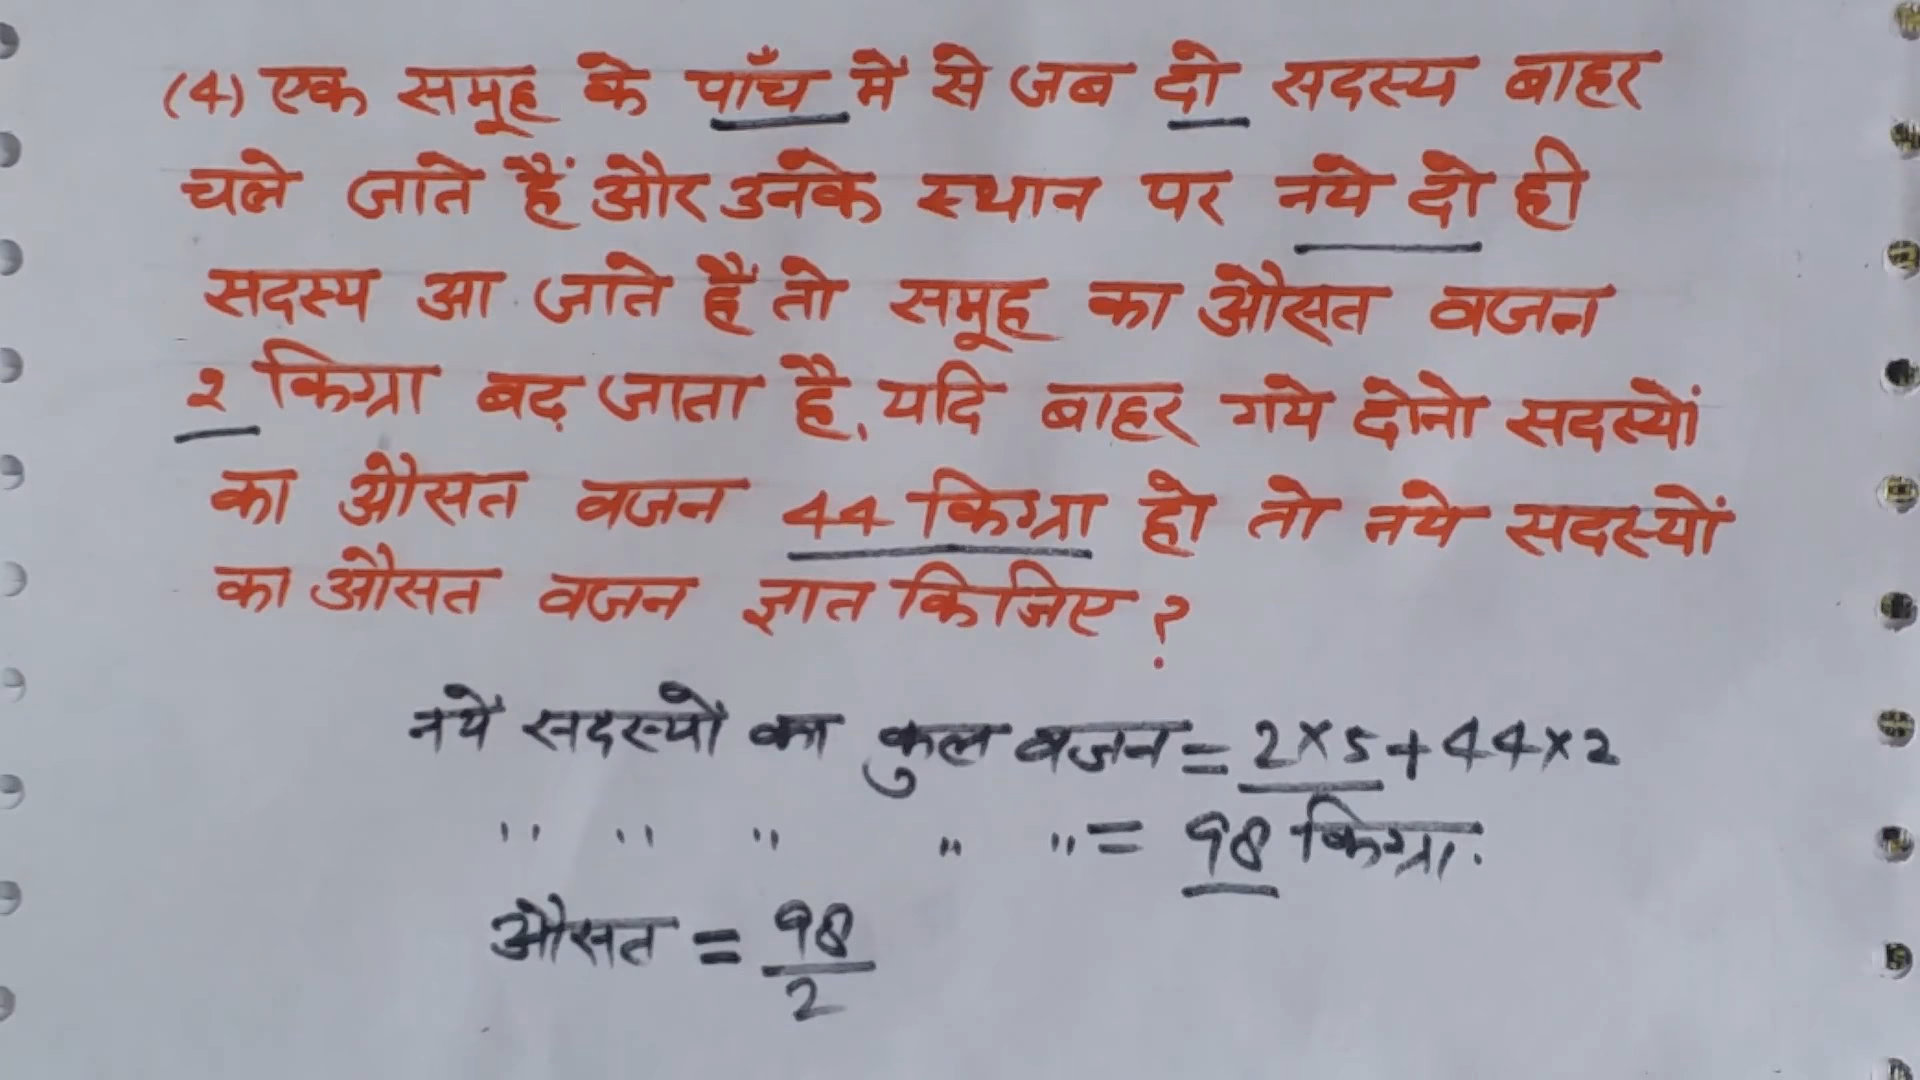 (4) एक समूह के पाँच में से जब दो सदस्य बाहर
चले जाते हैं और उनके स्थान पर नये दो ही
सदस्य आ जाते हैं तो समूह का औसत वजन
2 किग्रा बढ़ जाता है, यदि बाहर गये दोनो सदस्यों
का औसत वजन 44 किग्रा हो तो नये सदस्यों
का औसत वजन ज्ञात किजिए ?
नये सदस्यों का कुल वजन = 2×5+44×2
" " " " " = 98 किग्रा.
औसत = 98/2